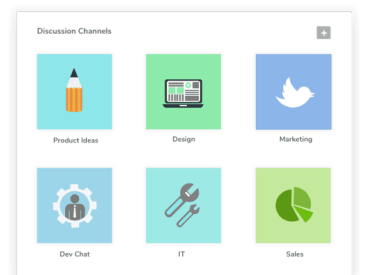 Discussion Channels
+
Product Ideas
Design
Marketing
Dev Chat
IT
Sales